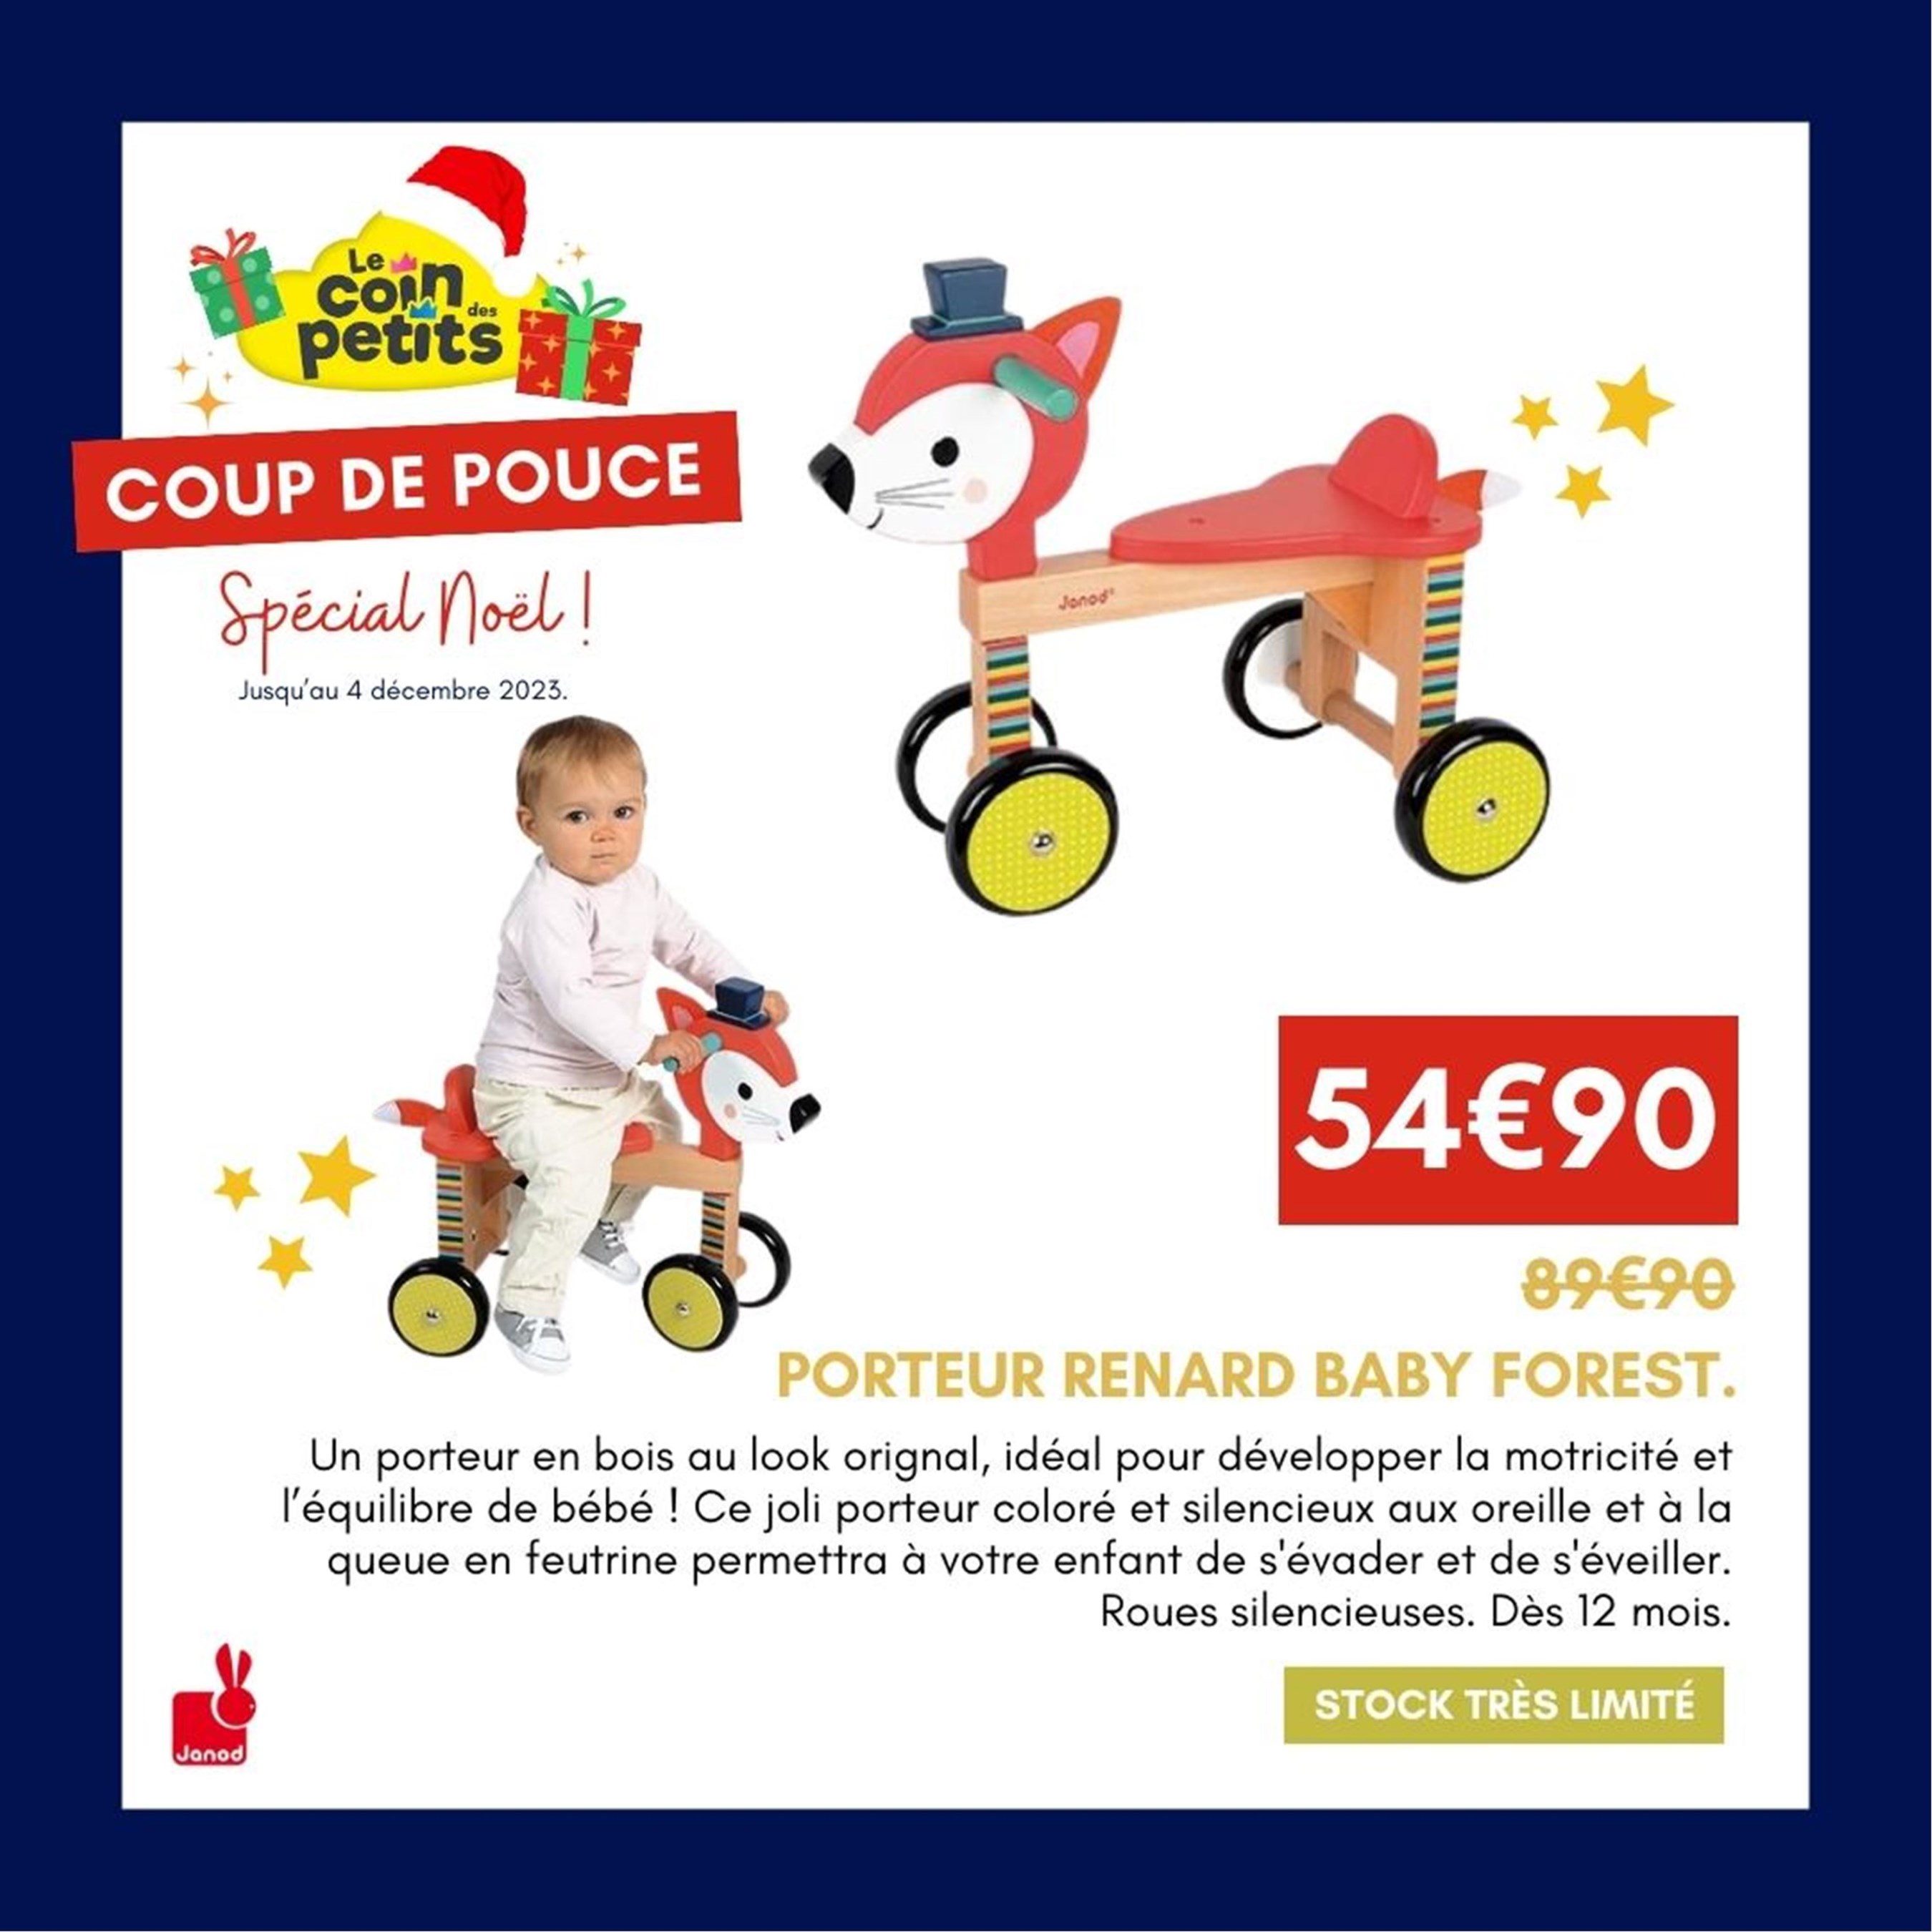 Le
coin
des
petits
COUP DE POUCE
Spécial Noël !
Jusqu'au 4 décembre 2023.
Janod
54€90
89€90
PORTEUR RENARD BABY FOREST.
Un porteur en bois au look orignal, idéal pour développer la motricité et
l'équilibre de bébé ! Ce joli porteur coloré et silencieux aux oreille et à la
queue en feutrine permettra à votre enfant de s'évader et de s'éveiller.
Roues silencieuses. Dès 12 mois.
STOCK TRÈS LIMITÉ
Janod